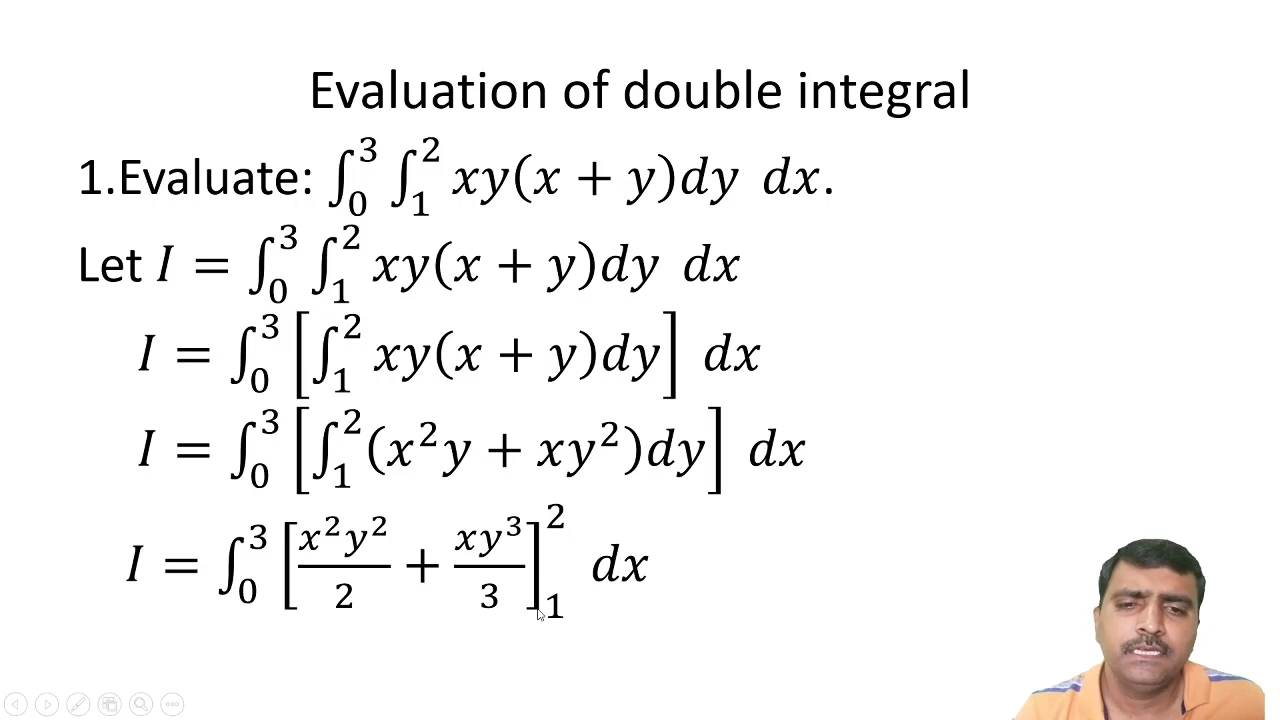 Evaluation of double integral
1.Evaluate: ∫₀³ ∫₁² xy(x + y)dy dx.
Let I = ∫₀³ ∫₁² xy(x + y)dy dx
I = ∫₀³ [∫₁² xy(x + y)dy] dx
I = ∫₀³ [∫₁² (x²y + xy²)dy] dx
I = ∫₀³ [x²y²/2 + xy³/3]₁² dx